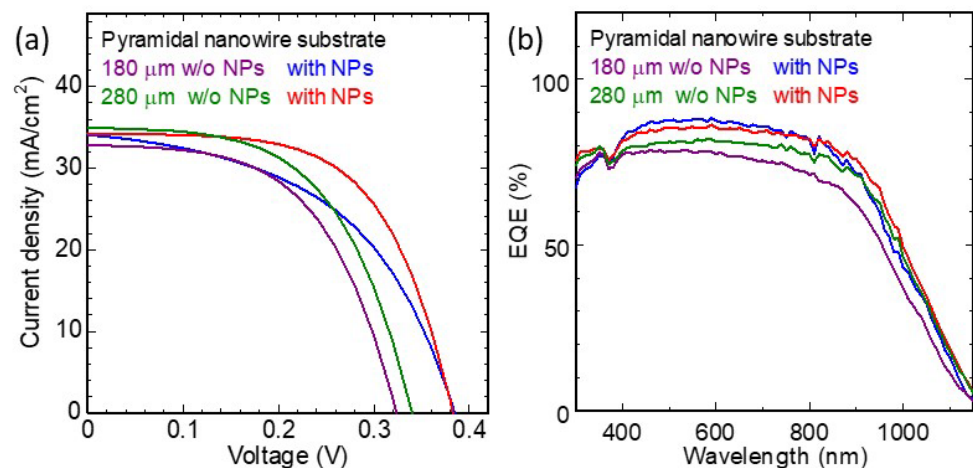 (a)
Pyramidal nanowire substrate
180 μm w/o NPs with NPs
280 μm w/o NPs with NPs
Current density (mA/cm²)
40
30
20
10
0
0 0.1 0.2 0.3 0.4
Voltage (V)
(b)
Pyramidal nanowire substrate
180 μm w/o NPs with NPs
280 μm w/o NPs with NPs
EQE (%)
100
50
0
400 600 800 1000
Wavelength (nm)